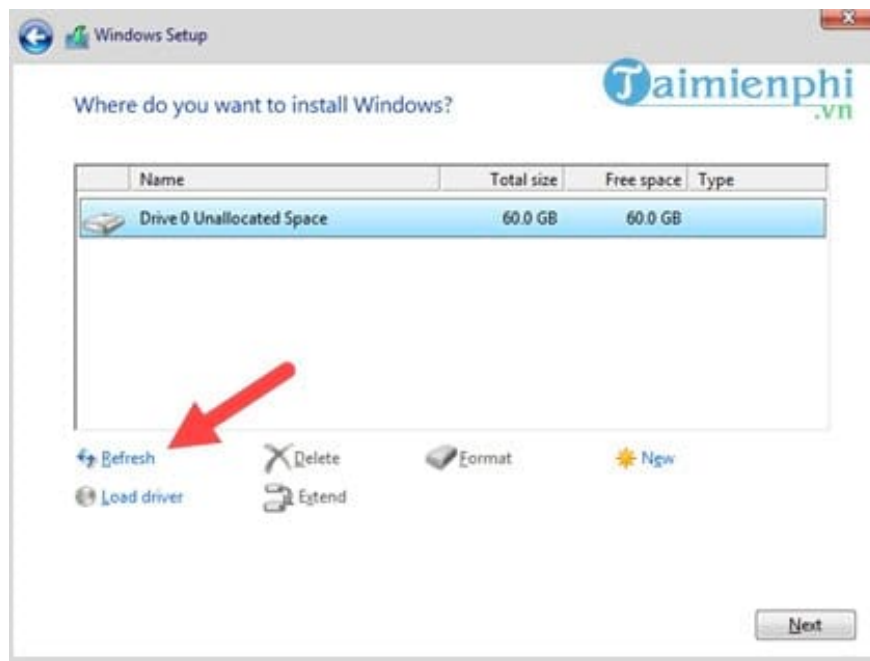 Windows Setup
Taimienphi
.vn
Where do you want to install Windows?
Name Total size Free space Type
Drive 0 Unallocated Space 60.0 GB 60.0 GB
Refresh Delete Format New
Load driver Extend
Next